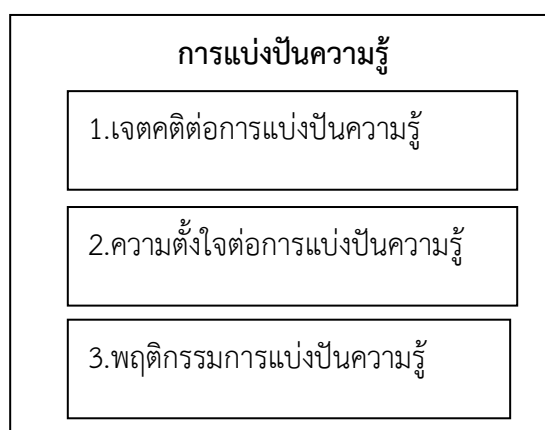 การแบ่งปันความรู้
1.เจตคติต่อการแบ่งปันความรู้
2.ความตั้งใจต่อการแบ่งปันความรู้
3.พฤติกรรมการแบ่งปันความรู้